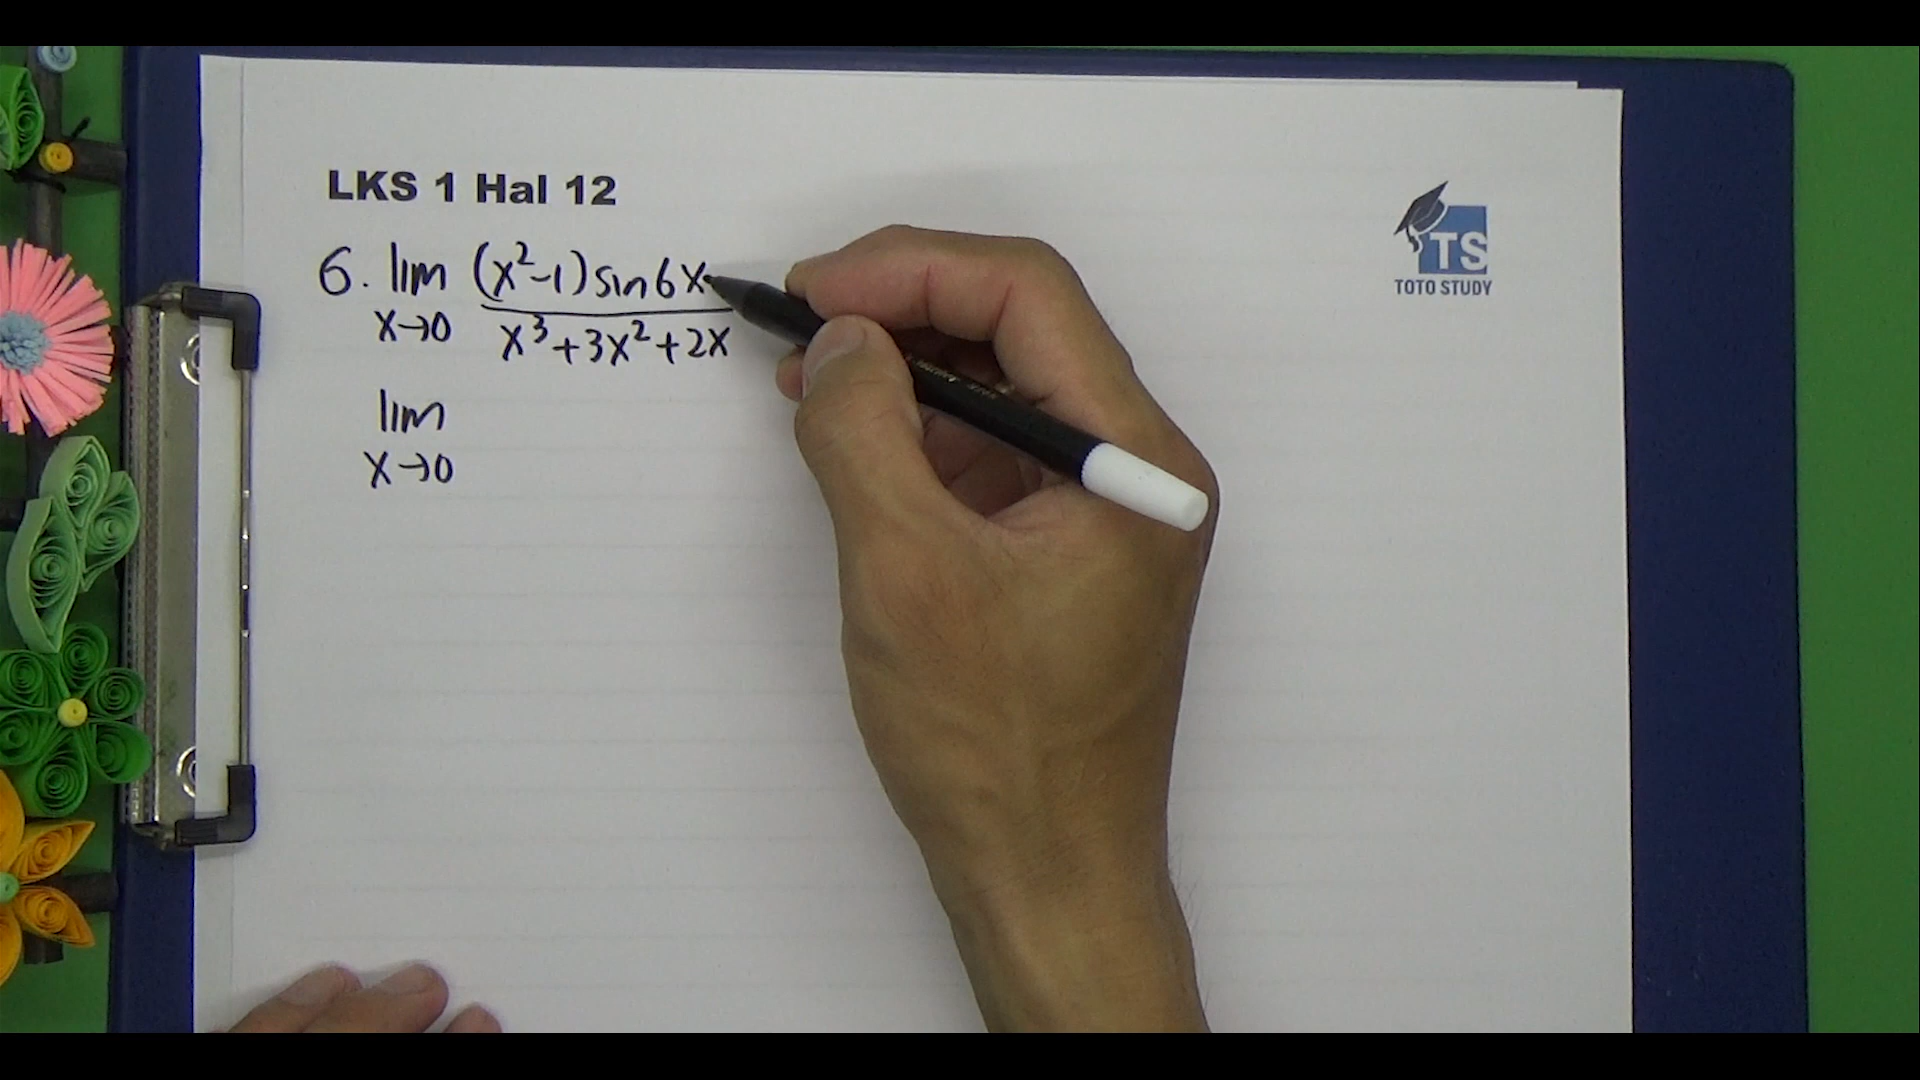 LKS 1 Hal 12
TS
TOTO STUDY
6. lim (x²-1) sin 6x
x→0 x³+3x²+2x
lim
x→0